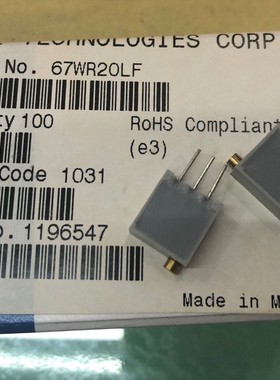 TECHNOLOGIES CORP
No. 67WR20LF
ty 100
RoHS Compliant
(e3)
Code 1031
o. 1196547
Made in M